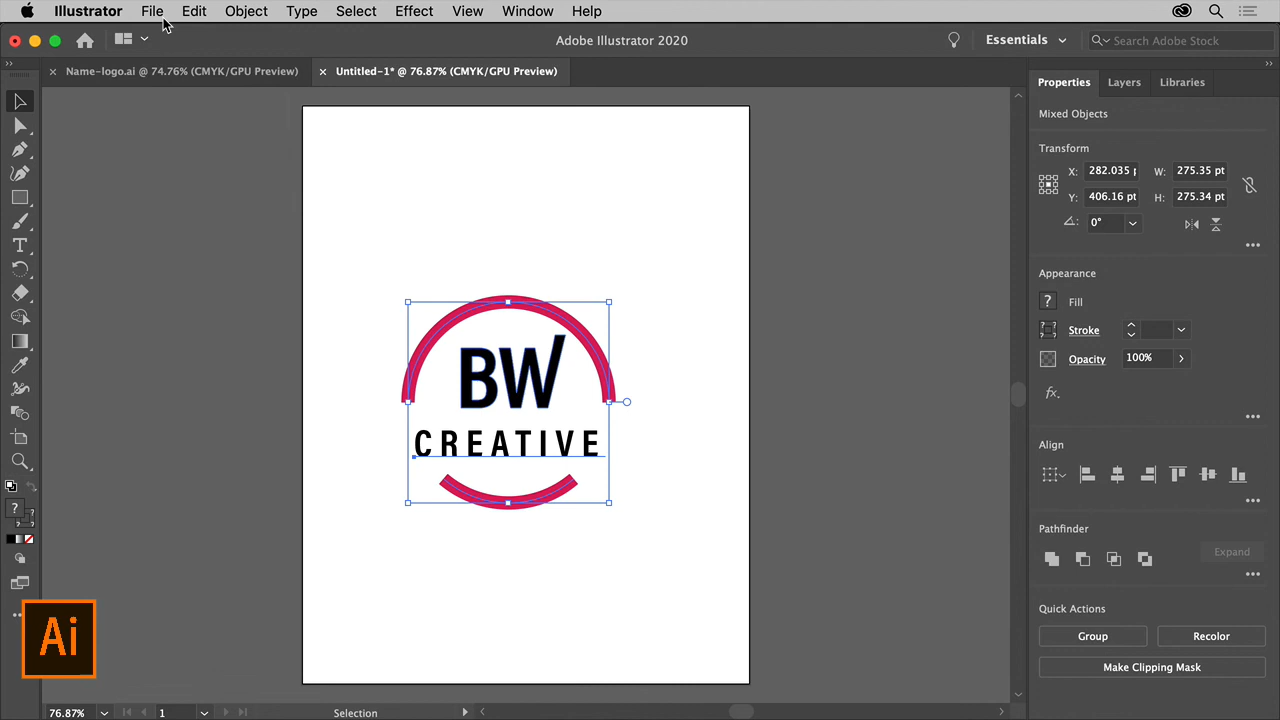 Illustrator File Edit Object Type Select Effect View Window Help
Adobe Illustrator 2020
Essentials
Search Adobe Stock
Name-logo.ai @ 74.76% (CMYK/GPU Preview)
Untitled-1* @ 76.87% (CMYK/GPU Preview)
Properties Layers Libraries
Mixed Objects
Transform
X: 282.035 W: 275.35 pt
Y: 406.16 pt H: 275.34 pt
0°
Appearance
? Fill
Stroke
Opacity 100%
fx.
Align
Pathfinder
Expand
Quick Actions
Group Recolor
Make Clipping Mask
BW
CREATIVE
?
Ai
76.87% 1 Selection